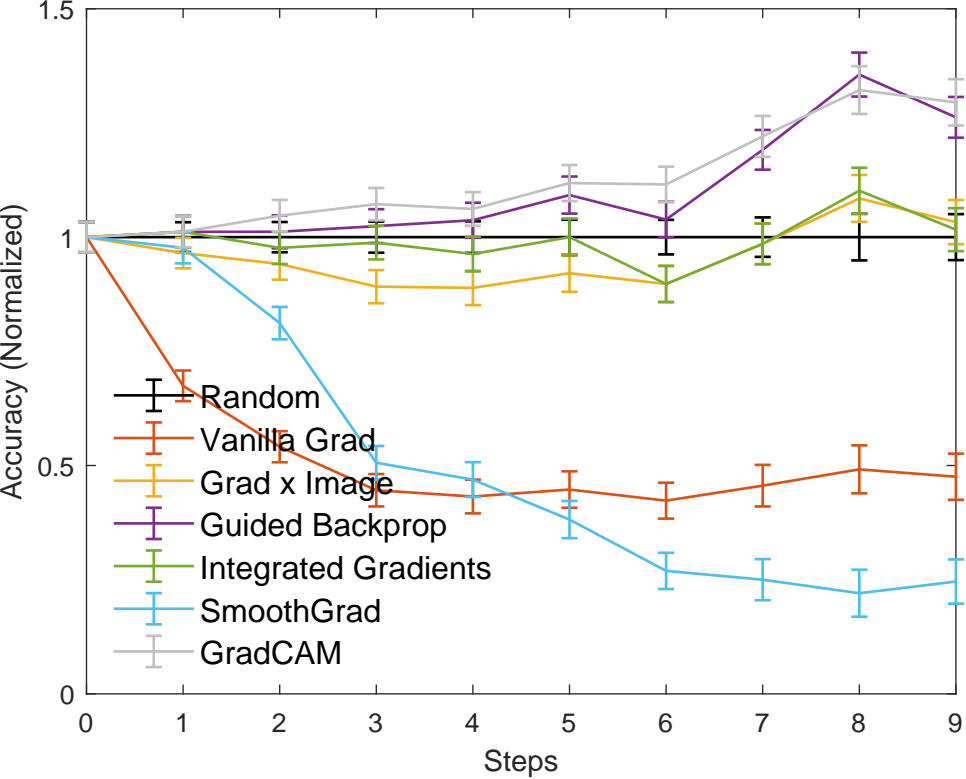 1.5
1
0.5
0
Accuracy (Normalized)
Random
Vanilla Grad
Grad x Image
Guided Backprop
Integrated Gradients
SmoothGrad
GradCAM
0 1 2 3 4 5 6 7 8 9
Steps